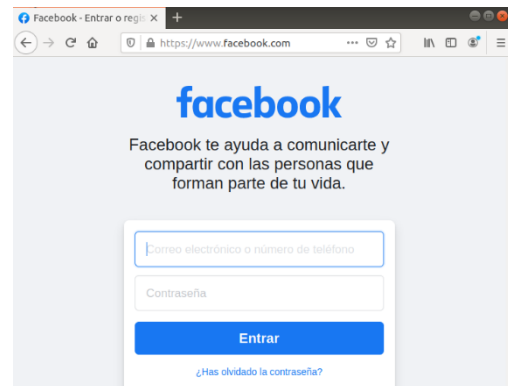 Facebook - Entrar o regis
https://www.facebook.com
facebook
Facebook te ayuda a comunicarte y
compartir con las personas que
forman parte de tu vida.
Correo electrónico o número de teléfono
Contraseña
Entrar
¿Has olvidado la contraseña?